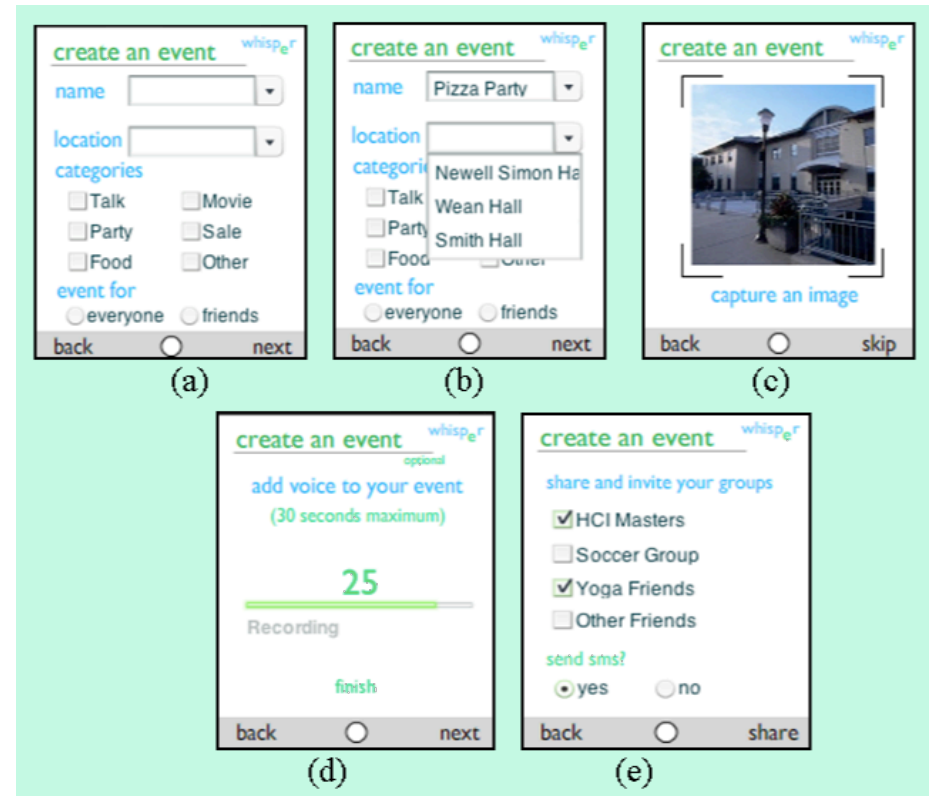 create an event whisper
name
location
categories
Talk Movie
Party Sale
Food Other
event for
everyone friends
back next
(a)
create an event whisper
name Pizza Party
location
Newell Simon Ha
Talk
Wean Hall
Party
Smith Hall
Food Other
event for
everyone friends
back next
(b)
create an event whisper
capture an image
back skip
(c)
create an event whisper
optional
add voice to your event
(30 seconds maximum)
25
Recording
finish
back next
(d)
create an event whisper
share and invite your groups
HCI Masters
Soccer Group
Yoga Friends
Other Friends
send sms?
yes no
back share
(e)